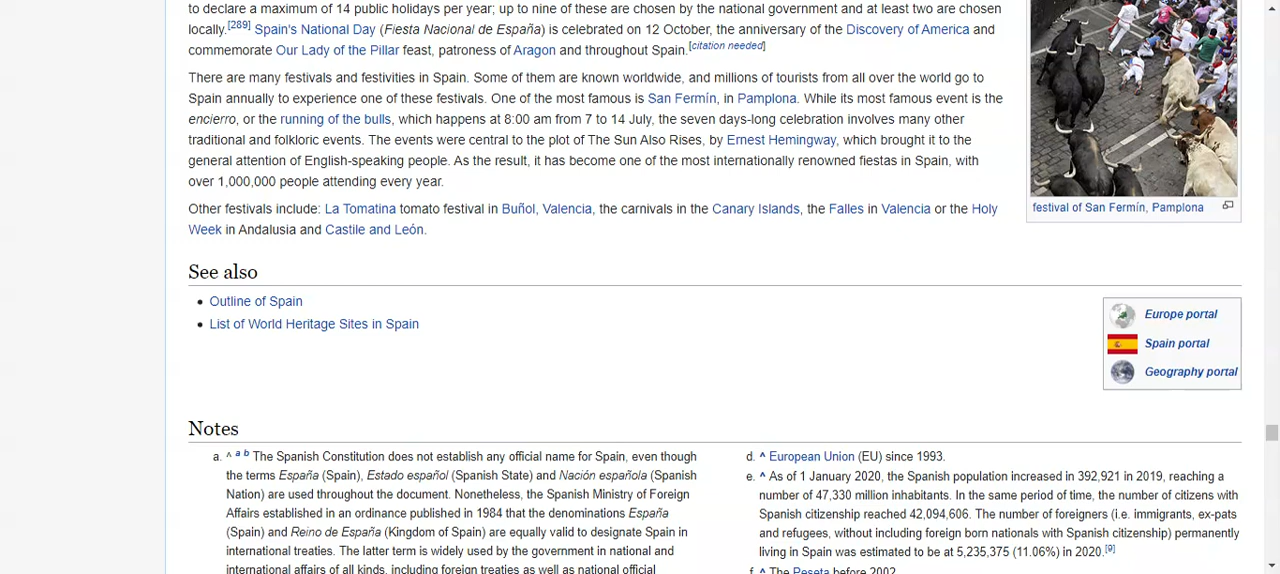 to declare a maximum of 14 public holidays per year; up to nine of these are chosen by the national government and at least two are chosen
locally.[289] Spain's National Day (Fiesta Nacional de España) is celebrated on 12 October, the anniversary of the Discovery of America and
commemorate Our Lady of the Pillar feast, patroness of Aragon and throughout Spain.[citation needed]
There are many festivals and festivities in Spain. Some of them are known worldwide, and millions of tourists from all over the world go to
Spain annually to experience one of these festivals. One of the most famous is San Fermín, in Pamplona. While its most famous event is the
encierro, or the running of the bulls, which happens at 8:00 am from 7 to 14 July, the seven days-long celebration involves many other
traditional and folkloric events. The events were central to the plot of The Sun Also Rises, by Ernest Hemingway, which brought it to the
general attention of English-speaking people. As the result, it has become one of the most internationally renowned fiestas in Spain, with
over 1,000,000 people attending every year.
festival of San Fermín, Pamplona
Other festivals include: La Tomatina tomato festival in Buñol, Valencia, the carnivals in the Canary Islands, the Falles in Valencia or the Holy
Week in Andalusia and Castile and León.
See also
• Outline of Spain
• List of World Heritage Sites in Spain
Europe portal
Spain portal
Geography portal
Notes
a. ^ a b The Spanish Constitution does not establish any official name for Spain, even though
the terms España (Spain), Estado español (Spanish State) and Nación española (Spanish
Nation) are used throughout the document. Nonetheless, the Spanish Ministry of Foreign
Affairs established in an ordinance published in 1984 that the denominations España
(Spain) and Reino de España (Kingdom of Spain) are equally valid to designate Spain in
international treaties. The latter term is widely used by the government in national and
international affairs of all kinds, including foreign treaties as well as national official
d. ^ European Union (EU) since 1993.
e. ^ As of 1 January 2020, the Spanish population increased in 392,921 in 2019, reaching a
number of 47,330 million inhabitants. In the same period of time, the number of citizens with
Spanish citizenship reached 42,094,606. The number of foreigners (i.e. immigrants, ex-pats
and refugees, without including foreign born nationals with Spanish citizenship) permanently
living in Spain was estimated to be at 5,235,375 (11.06%) in 2020.[9]
f. ^ The Peseta before 2002.